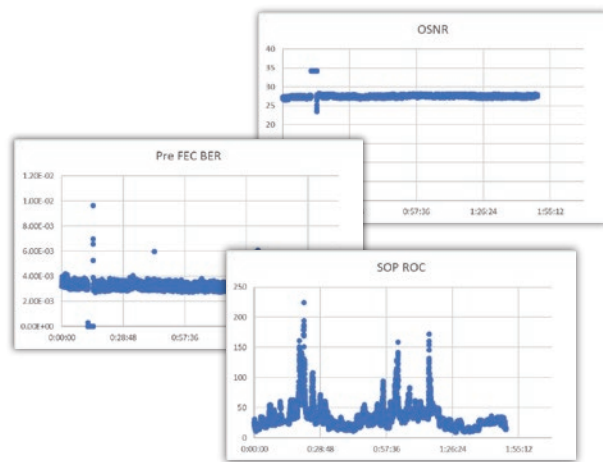 OSNR
40
35
30
25
20
0:57:36
1:26:24
1:55:12
Pre FEC BER
1.20E-02
1.00E-02
8.00E-03
6.00E-03
4.00E-03
2.00E-03
0.00E+00
0:00:00
0:28:48
0:57:36
SOP ROC
250
200
150
100
50
0
0:00:00
0:28:48
0:57:36
1:26:24
1:55:12